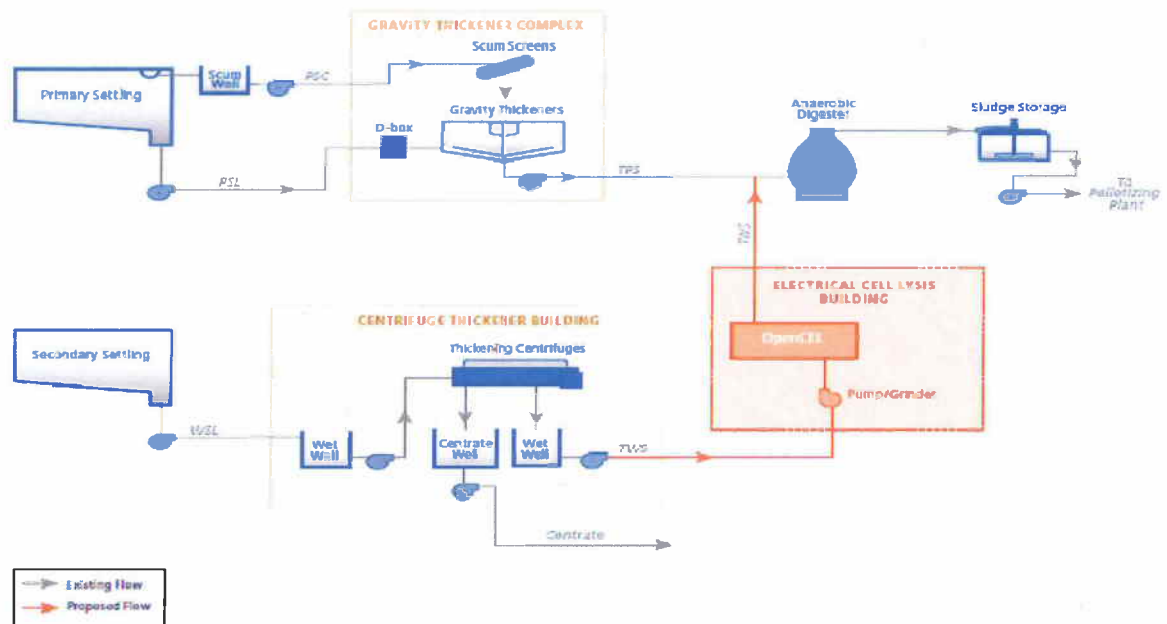 GRAVITY THICKENER COMPLEX
Scum Screens
Scum
Well
PSC
Primary Settling
Gravity Thickeners
D-box
PSL
TPS
Anaerobic
Digester
Sludge Storage
To
Pelletizing
Plant
TWS
ELECTRICAL CELL LYSIS
BUILDING
OpenCEL
Pump/Grinder
CENTRIFUGE THICKENER BUILDING
Thickening Centrifuges
Secondary Settling
WSL
Wet
Well
Centrate
Well
Wet
Well
TWS
Centrate
Existing Flow
Proposed Flow